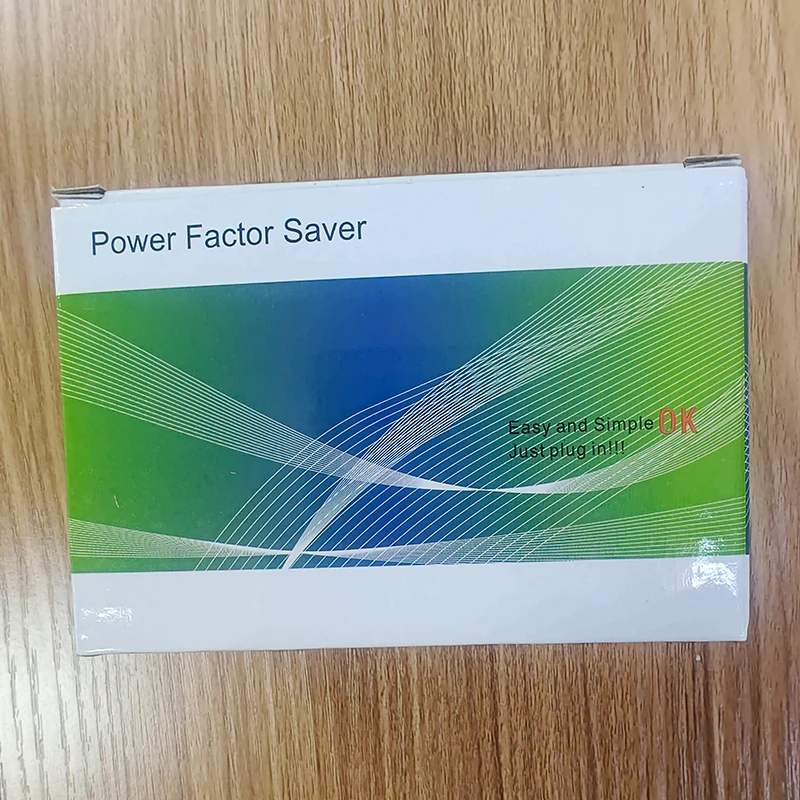 Power Factor Saver
Easy and Simple OK
Just plug in!!!